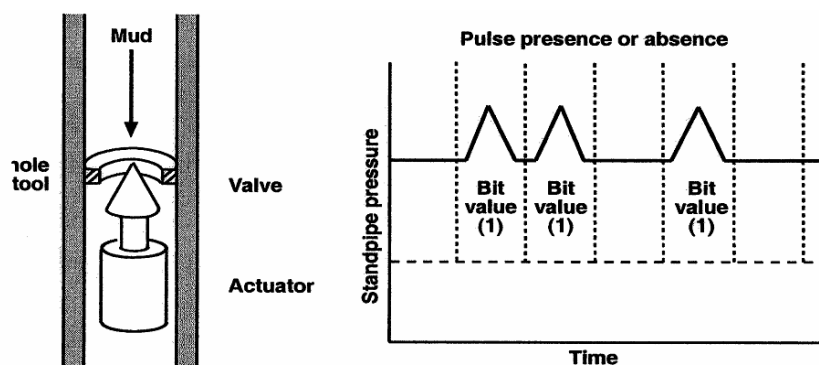 Mud
hole
tool
Valve
Actuator
Pulse presence or absence
Standpipe pressure
Bit
value
(1)
Bit
value
(1)
Bit
value
(1)
Time